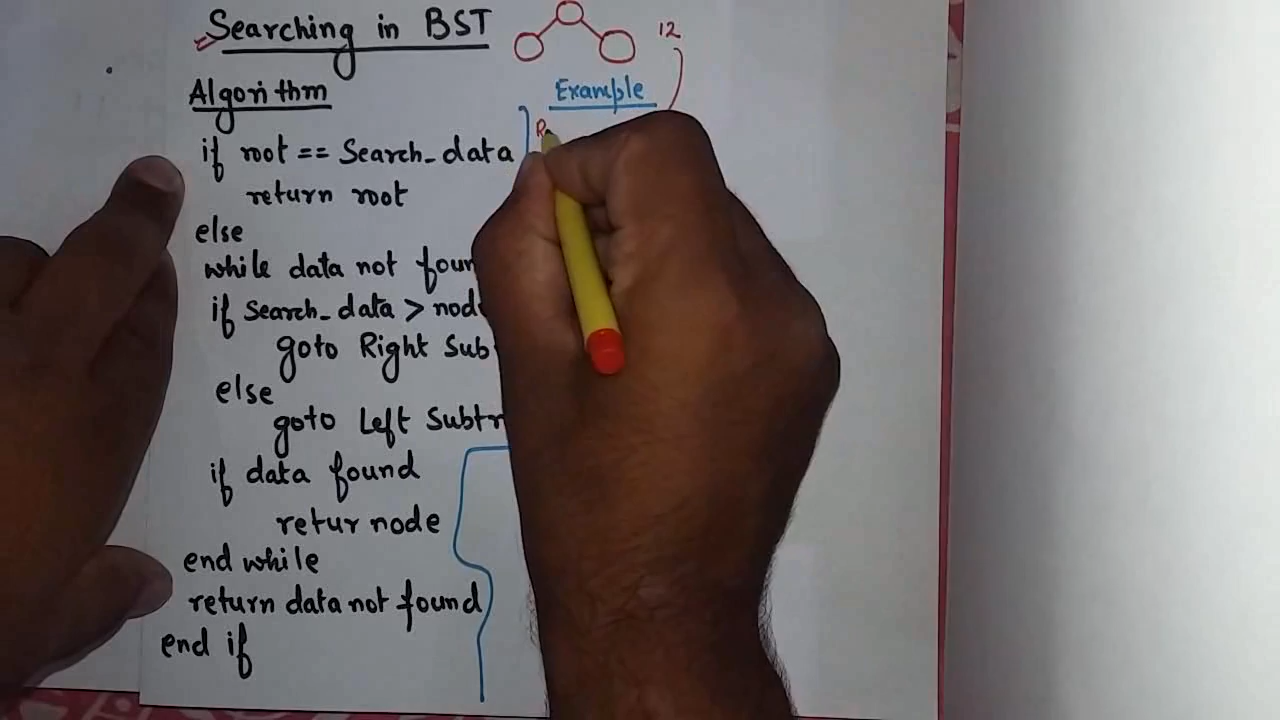 Searching in BST
12
Algorithm
Example
if root == Search_data
return root
else
while data not
if Search_data >
goto Right
else
goto Left
if data found
retur node
end while
return data not found
end if